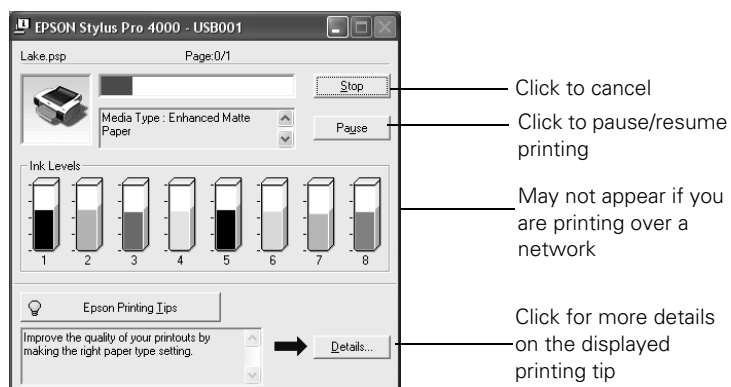 EPSON Stylus Pro 4000 - USB001
Lake.psp Page:0/1
Stop
Media Type : Enhanced Matte
Paper
Pause
Ink Levels
1 2 3 4 5 6 7 8
Epson Printing Tips
Improve the quality of your printouts by
making the right paper type setting.
Details...
Click to cancel
Click to pause/resume
printing
May not appear if you
are printing over a
network
Click for more details
on the displayed
printing tip